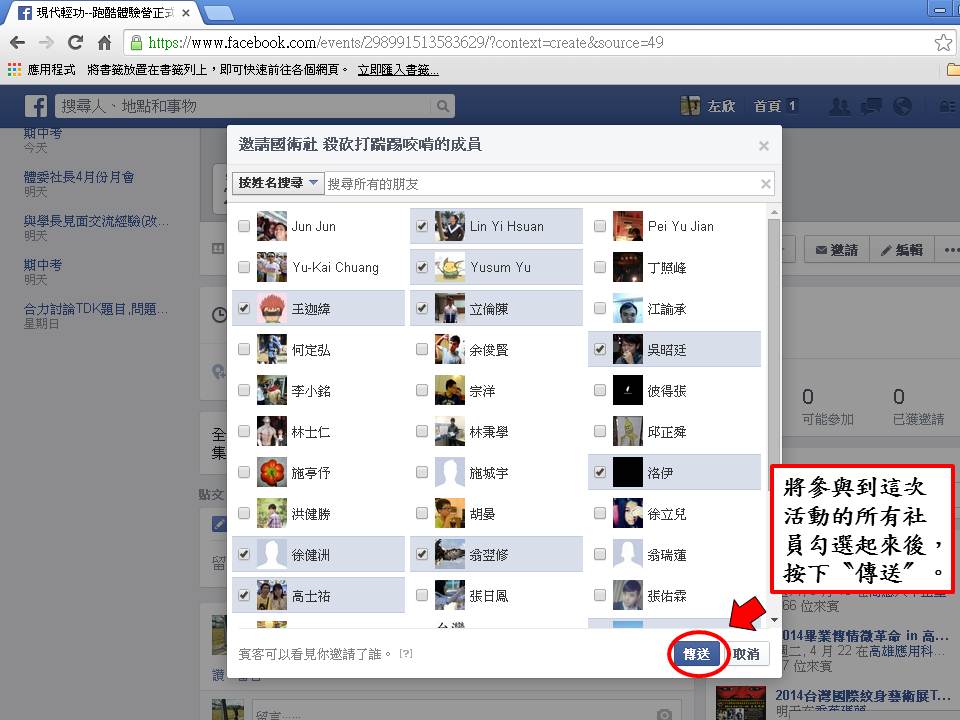 現代輕功--跑酷體驗營正式
https://www.facebook.com/events/298991513583629/?context=create&source=49
應用程式 將書籤放置在書籤列上，即可快速前往各個網頁。 立即匯入書籤...
搜尋人、地點和事物
左欣 首頁 1
期中考
今天
體委社長4月份月會
明天
與學長見面交流經驗(改...
明天
期中考
明天
合力討論TDK題目,問題...
星期日
邀請國術社 殺砍打踹踢咬啃的成員
按姓名搜尋 搜尋所有的朋友
Jun Jun Lin Yi Hsuan Pei Yu Jian
Yu-Kai Chuang Yusum Yu 丁照峰
王迦緯 立倫陳 江諭承
何定弘 余俊賢 吳昭廷
李小銘 宗洋 彼得張
林士仁 林秉學 邱正舜
施亭伃 施城宇 洛伊
洪健勝 胡晏 徐立兒
徐健洲 翁翌修 翁瑞蓮
高士祐 張日鳳 張佑霖
賓客可以看見你邀請了誰。 [?]
傳送 取消
邀請 編輯
0 0
可能參加 已獲邀請
全
集
貼文
留
讚
留言......
將參與到這次
活動的所有社
員勾選起來後，
按下〝傳送〞。
66 位來賓
2014畢業傳情微革命 in 高...
週二, 4 月 22 在高雄應用科...
7 位來賓
2014台灣國際紋身藝術展T...